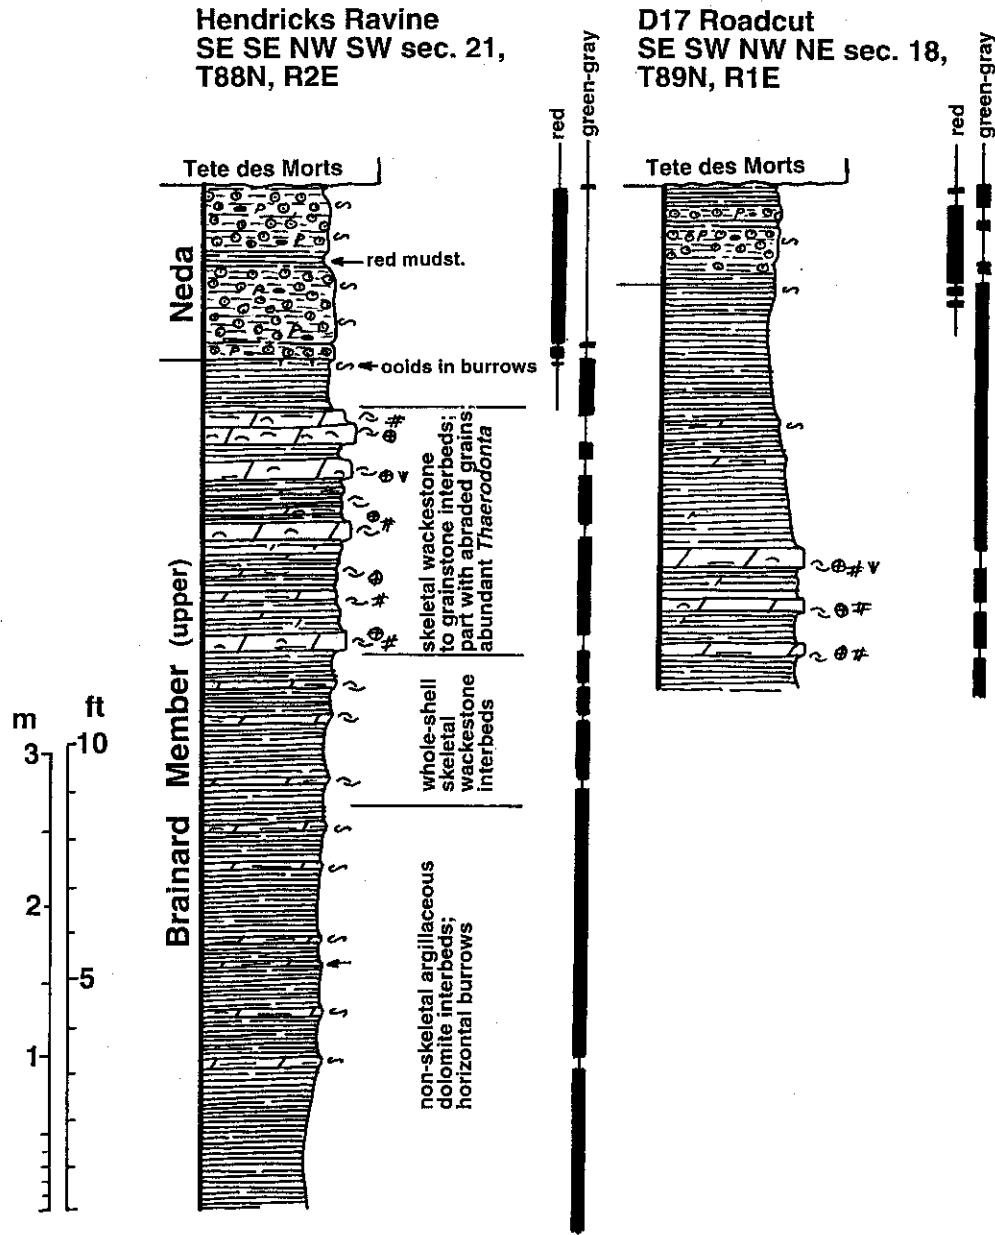 Hendricks Ravine
SE SE NW SW sec. 21,
T88N, R2E
D17 Roadcut
SE SW NW NE sec. 18,
T89N, R1E
red
green-gray
red
green-gray
Tete des Morts
Tete des Morts
Neda
P
P
red mudst.
P
P
P
ooids in burrows
P
P
skeletal wackestone
to grainstone interbeds;
part with abraded grains,
abundant Thaerodonta
whole-shell
skeletal
wackestone
interbeds
non-skeletal argillaceous
dolomite interbeds;
horizontal burrows
Brainard Member (upper)
m
ft
3
10
2
5
1